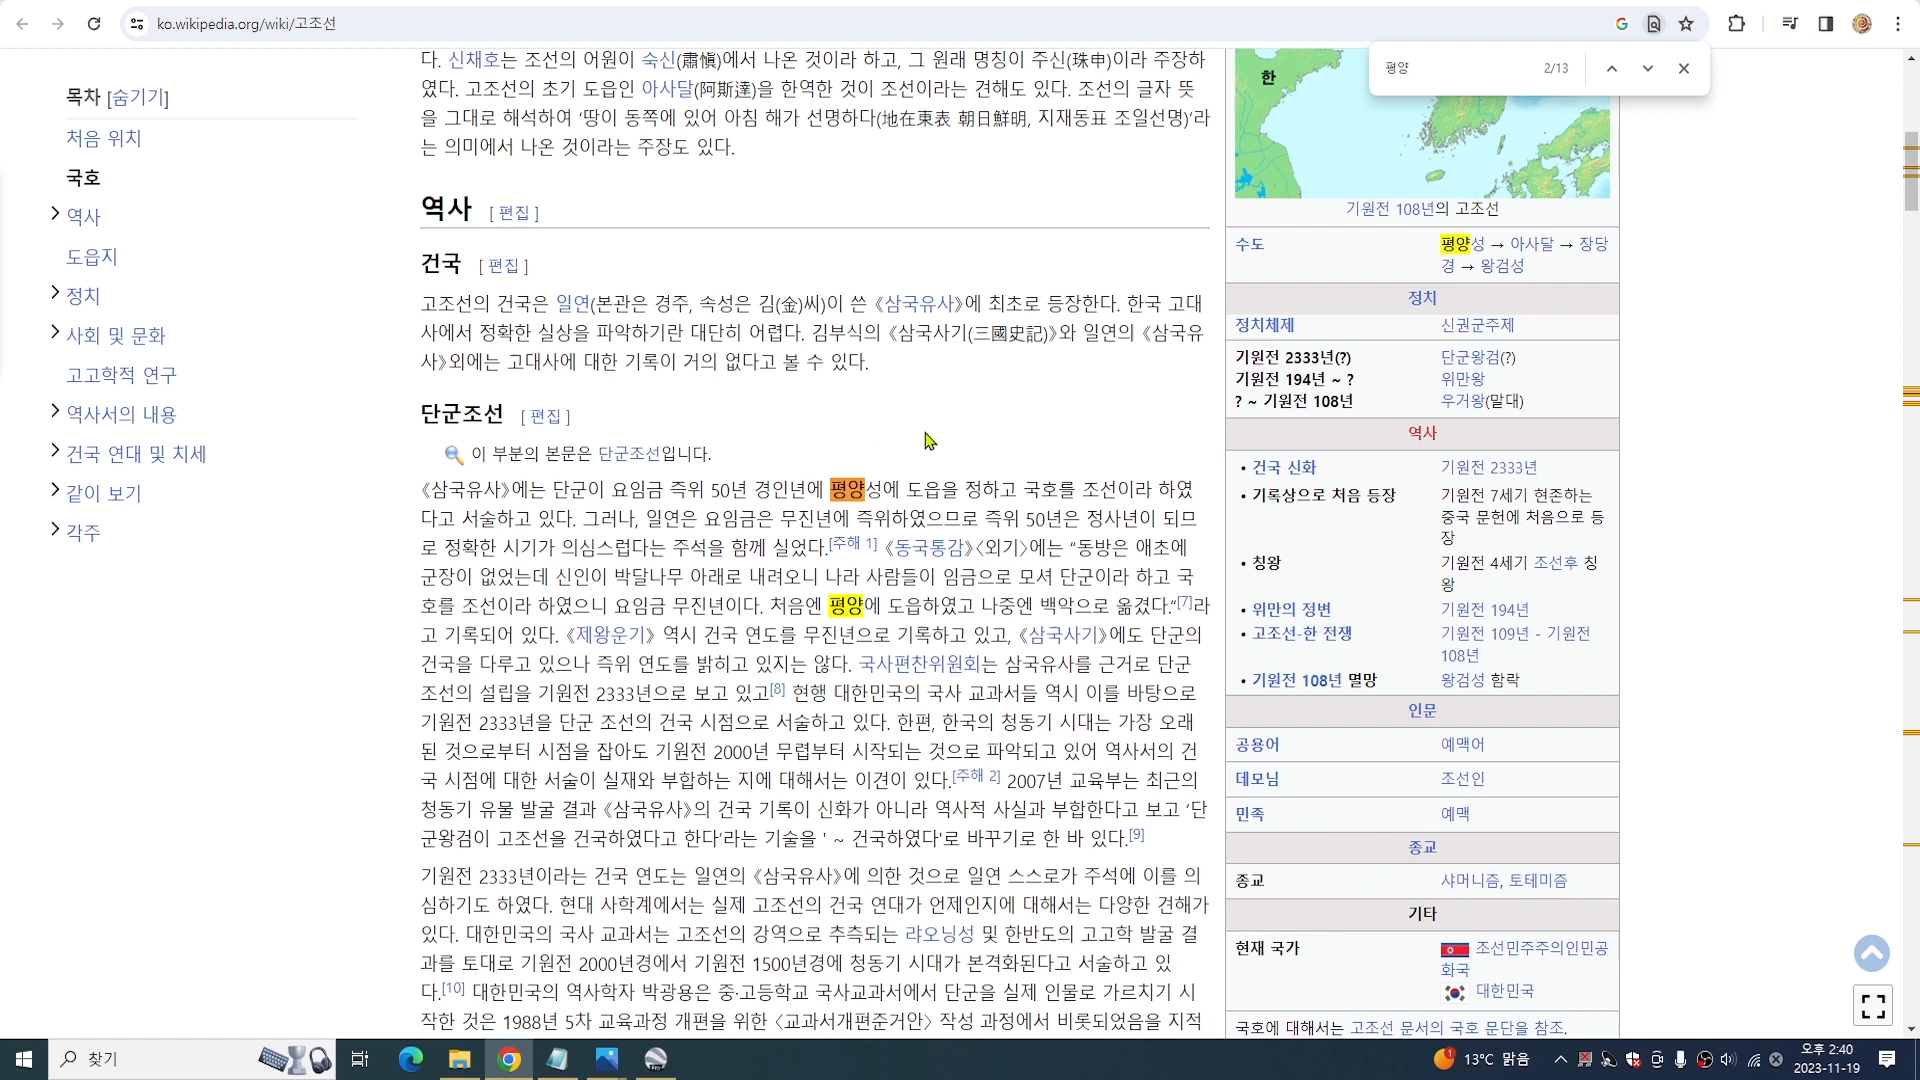 ko.wikipedia.org/wiki/고조선
평양
2/13
목차 [숨기기]
처음 위치
국호
역사
도읍지
정치
사회 및 문화
고고학적 연구
역사서의 내용
건국 연대 및 치세
같이 보기
각주
다. 신채호는 조선의 어원이 숙신(肅愼)에서 나온 것이라 하고, 그 원래 명칭이 주신(珠申)이라 주장하
였다. 고조선의 초기 도읍인 아사달(阿斯達)을 한역한 것이 조선이라는 견해도 있다. 조선의 글자 뜻
을 그대로 해석하여 ‘땅이 동쪽에 있어 아침 해가 선명하다(地在東表 朝日鮮明, 지재동표 조일선명)’라
는 의미에서 나온 것이라는 주장도 있다.
역사 [ 편집 ]
건국 [ 편집 ]
고조선의 건국은 일연(본관은 경주, 속성은 김(金)씨)이 쓴 《삼국유사》에 최초로 등장한다. 한국 고대
사에서 정확한 실상을 파악하기란 대단히 어렵다. 김부식의 《삼국사기(三國史記)》와 일연의 《삼국유
사》외에는 고대사에 대한 기록이 거의 없다고 볼 수 있다.
단군조선 [ 편집 ]
이 부분의 본문은 단군조선입니다.
《삼국유사》에는 단군이 요임금 즉위 50년 경인년에 평양성에 도읍을 정하고 국호를 조선이라 하였
다고 서술하고 있다. 그러나, 일연은 요임금은 무진년에 즉위하였으므로 즉위 50년은 정사년이 되므
로 정확한 시기가 의심스럽다는 주석을 함께 실었다.[주해 1] 《동국통감》〈외기〉에는 “동방은 애초에
군장이 없었는데 신인이 박달나무 아래로 내려오니 나라 사람들이 임금으로 모셔 단군이라 하고 국
호를 조선이라 하였으니 요임금 무진년이다. 처음엔 평양에 도읍하였고 나중엔 백악으로 옮겼다.”[7]라
고 기록되어 있다. 《제왕운기》 역시 건국 연도를 무진년으로 기록하고 있고, 《삼국사기》에도 단군의
건국을 다루고 있으나 즉위 연도를 밝히고 있지는 않다. 국사편찬위원회는 삼국유사를 근거로 단군
조선의 설립을 기원전 2333년으로 보고 있고[8] 현행 대한민국의 국사 교과서들 역시 이를 바탕으로
기원전 2333년을 단군 조선의 건국 시점으로 서술하고 있다. 한편, 한국의 청동기 시대는 가장 오래
된 것으로부터 시점을 잡아도 기원전 2000년 무렵부터 시작되는 것으로 파악되고 있어 역사서의 건
국 시점에 대한 서술이 실재와 부합하는 지에 대해서는 이견이 있다.[주해 2] 2007년 교육부는 최근의
청동기 유물 발굴 결과 《삼국유사》의 건국 기록이 신화가 아니라 역사적 사실과 부합한다고 보고 ‘단
군왕검이 고조선을 건국하였다고 한다’라는 기술을 ' ~ 건국하였다'로 바꾸기로 한 바 있다.[9]
기원전 2333년이라는 건국 연도는 일연의 《삼국유사》에 의한 것으로 일연 스스로가 주석에 이를 의
심하기도 하였다. 현대 사학계에서는 실제 고조선의 건국 연대가 언제인지에 대해서는 다양한 견해가
있다. 대한민국의 국사 교과서는 고조선의 강역으로 추측되는 랴오닝성 및 한반도의 고고학 발굴 결
과를 토대로 기원전 2000년경에서 기원전 1500년경에 청동기 시대가 본격화된다고 서술하고 있
다.[10] 대한민국의 역사학자 박광용은 중·고등학교 국사교과서에서 단군을 실제 인물로 가르치기 시
작한 것은 1988년 5차 교육과정 개편을 위한 〈교과서개편준거안〉 작성 과정에서 비롯되었음을 지적
한
기원전 108년의 고조선
수도 평양성 → 아사달 → 장당
경 → 왕검성
정치
정치체제 신권군주제
기원전 2333년(?) 단군왕검(?)
기원전 194년 ~ ? 위만왕
? ~ 기원전 108년 우거왕(말대)
역사
• 건국 신화 기원전 2333년
• 기록상으로 처음 등장 기원전 7세기 현존하는
중국 문헌에 처음으로 등
장
• 칭왕 기원전 4세기 조선후 칭
왕
• 위만의 정변 기원전 194년
• 고조선-한 전쟁 기원전 109년 - 기원전
108년
• 기원전 108년 멸망 왕검성 함락
인문
공용어 예맥어
데모님 조선인
민족 예맥
종교
종교 샤머니즘, 토테미즘
기타
현재 국가 조선민주주의인민공
화국
대한민국
국호에 대해서는 고조선 문서의 국호 문단을 참조.
찾기
13°C 맑음
오후 2:40
2023-11-19